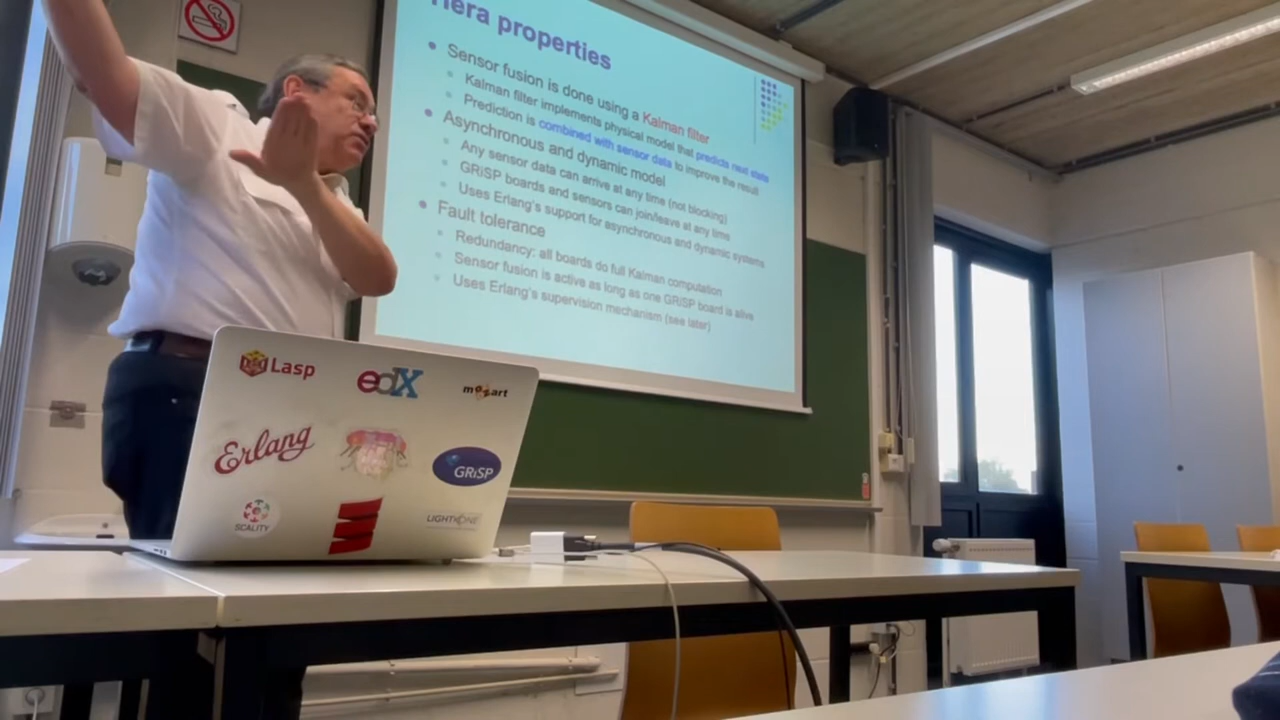 Hera properties
Sensor fusion is done using a Kalman filter
Kalman filter implements physical model that predicts next state
Prediction is combined with sensor data to improve the result
Asynchronous and dynamic model
Any sensor data can arrive at any time (not blocking)
GRiSP boards and sensors can join/leave at any time
Uses Erlang's support for asynchronous and dynamic systems
Fault tolerance
Redundancy: all boards do full Kalman computation
Sensor fusion is active as long as one GRiSP board is alive
Uses Erlang's supervision mechanism (see later)
Lasp
edX
mozart
Erlang
GRiSP
SCALITY
LIGHTKONE